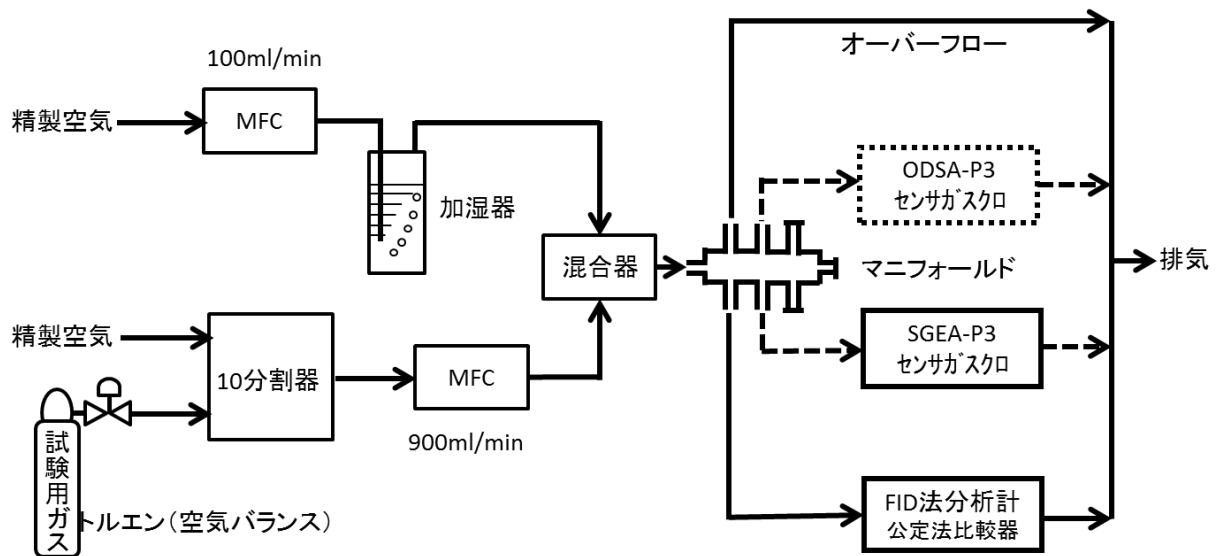 100ml/min
オーバーフロー
精製空気
MFC
加湿器
ODSA-P3
センサガスクロ
混合器
マニフォールド
排気
精製空気
10分割器
MFC
900ml/min
SGEA-P3
センサガスクロ
試験用ガス
トルエン(空気バランス)
FID法分析計
公定法比較器